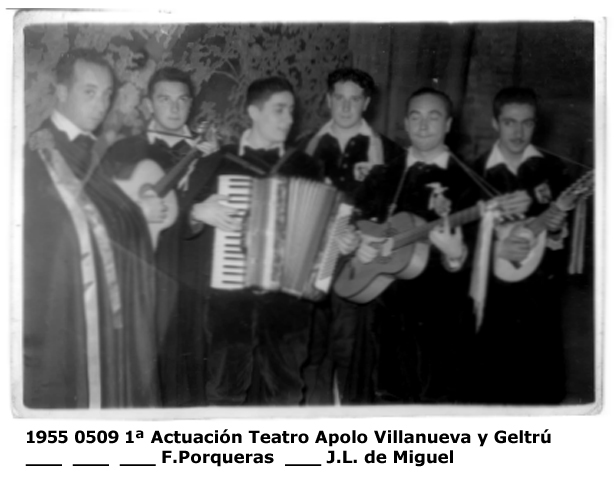 1955 0509 1ª Actuación Teatro Apolo Villanueva y Geltrú
___ ___ ___ F.Porqueras ___ J.L. de Miguel